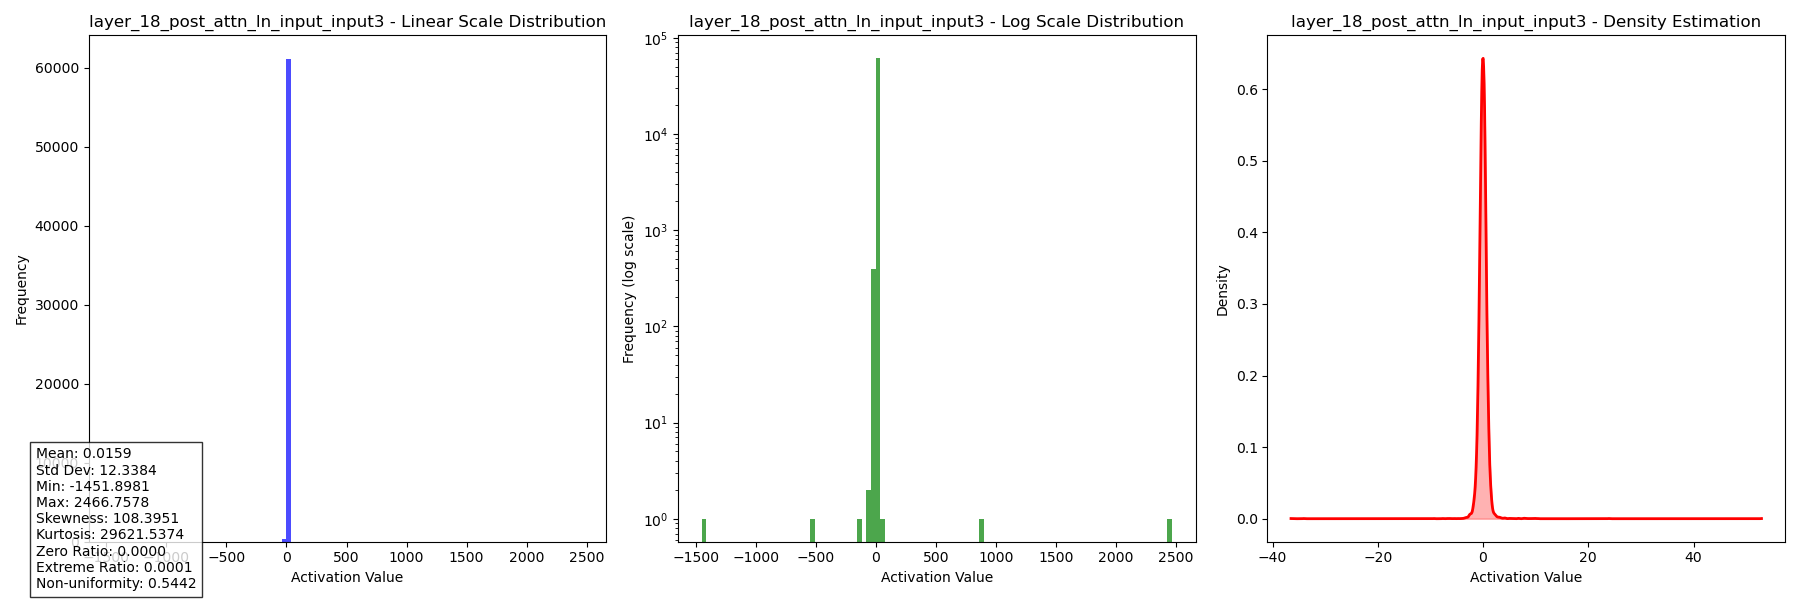 layer_18_post_attn_ln_input_input3 - Linear Scale Distribution
60000
50000
40000
30000
20000
10000
0
Frequency
−1500 −1000 −500 0 500 1000 1500 2000 2500
Activation Value
Mean: 0.0159
Std Dev: 12.3384
Min: -1451.8981
Max: 2466.7578
Skewness: 108.3951
Kurtosis: 29621.5374
Zero Ratio: 0.0000
Extreme Ratio: 0.0001
Non-uniformity: 0.5442
layer_18_post_attn_ln_input_input3 - Log Scale Distribution
10⁵
10⁴
10³
10²
10¹
10⁰
Frequency (log scale)
−1500 −1000 −500 0 500 1000 1500 2000 2500
Activation Value
layer_18_post_attn_ln_input_input3 - Density Estimation
0.6
0.5
0.4
0.3
0.2
0.1
0.0
Density
−40 −20 0 20 40
Activation Value